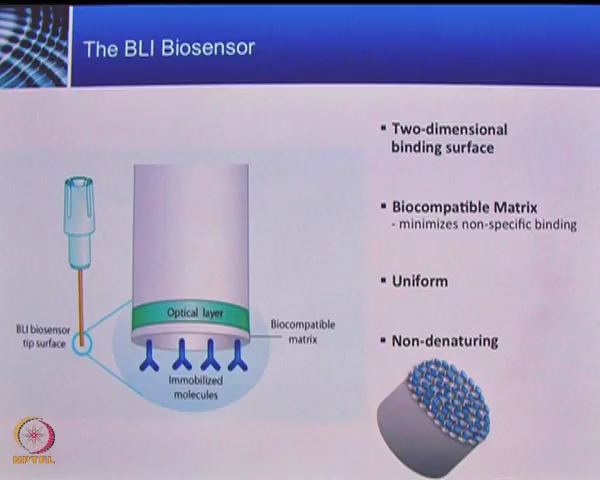 The BLI Biosensor
▪ Two-dimensional
binding surface
▪ Biocompatible Matrix
- minimizes non-specific binding
▪ Uniform
▪ Non-denaturing
BLI biosensor
tip surface
Optical layer
Biocompatible
matrix
Immobilized
molecules
NPTEL